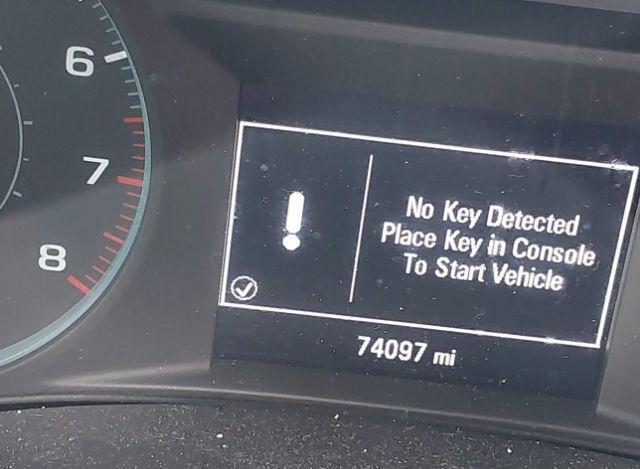 6
7
8
No Key Detected
Place Key in Console
To Start Vehicle
74097 mi